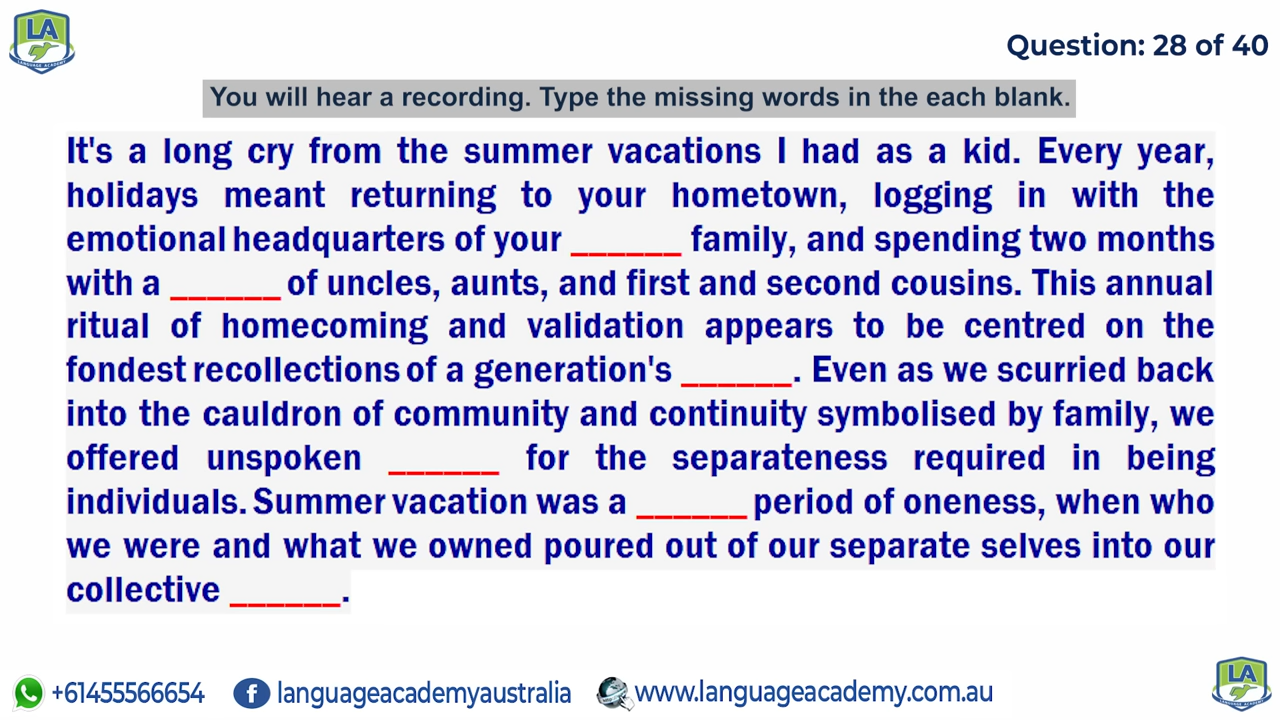 LA
LANGUAGE ACADEMY
Question: 28 of 40
You will hear a recording. Type the missing words in the each blank.
It's a long cry from the summer vacations I had as a kid. Every year,
holidays meant returning to your hometown, logging in with the
emotional headquarters of your ______ family, and spending two months
with a ______ of uncles, aunts, and first and second cousins. This annual
ritual of homecoming and validation appears to be centred on the
fondest recollections of a generation's ______. Even as we scurried back
into the cauldron of community and continuity symbolised by family, we
offered unspoken ______ for the separateness required in being
individuals. Summer vacation was a ______ period of oneness, when who
we were and what we owned poured out of our separate selves into our
collective ______.
+61455566654
languageacademyaustralia
www.languageacademy.com.au
LA